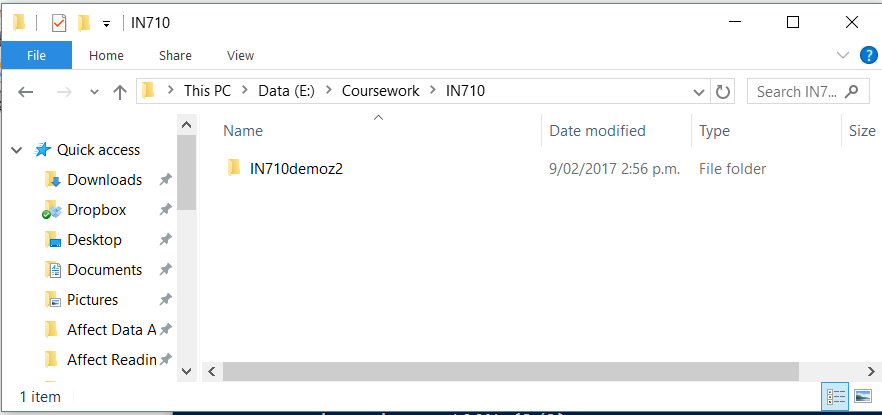 IN710
File Home Share View
This PC Data (E:) Coursework IN710 Search IN7...
Name Date modified Type Size
Quick access
IN710demoz2 9/02/2017 2:56 p.m. File folder
Downloads
Dropbox
Desktop
Documents
Pictures
Affect Data A
Affect Readin
1 item